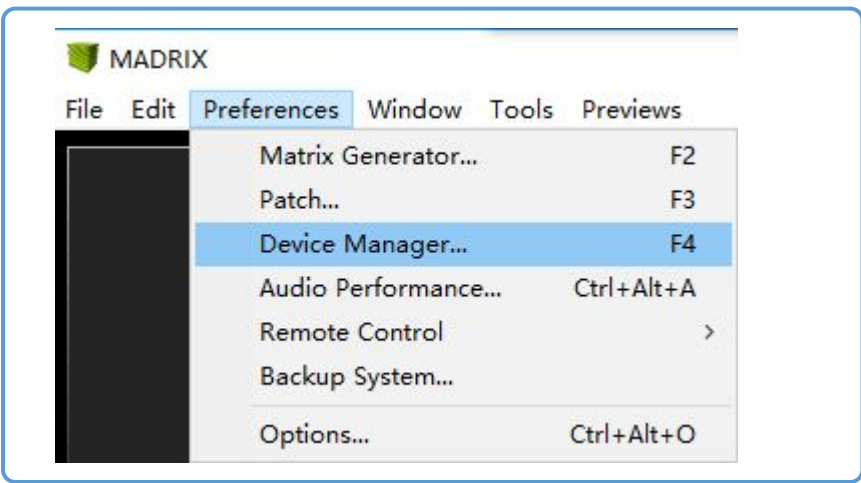 MADRIX
File Edit Preferences Window Tools Previews
Matrix Generator... F2
Patch... F3
Device Manager... F4
Audio Performance... Ctrl+Alt+A
Remote Control >
Backup System...
Options... Ctrl+Alt+O